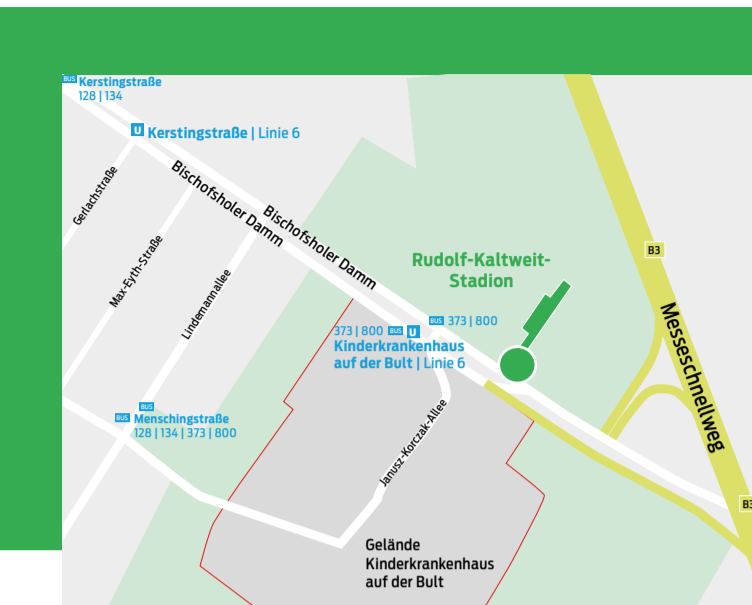 BUS Kerstingstraße
128 | 134
U Kerstingstraße | Linie 6
Gerlachstraße
Max-Eyth-Straße
Lindemannallee
Bischofsholer Damm
Bischofsholer Damm
Rudolf-Kaltweit-
Stadion
B3
Messeschnellweg
373 | 800 BUS U
BUS 373 | 800
Kinderkrankenhaus
auf der Bult | Linie 6
BUS
BUS Menschingstraße
128 | 134 | 373 | 800
Janusz-Korczak-Allee
B3
Gelände
Kinderkrankenhaus
auf der Bult